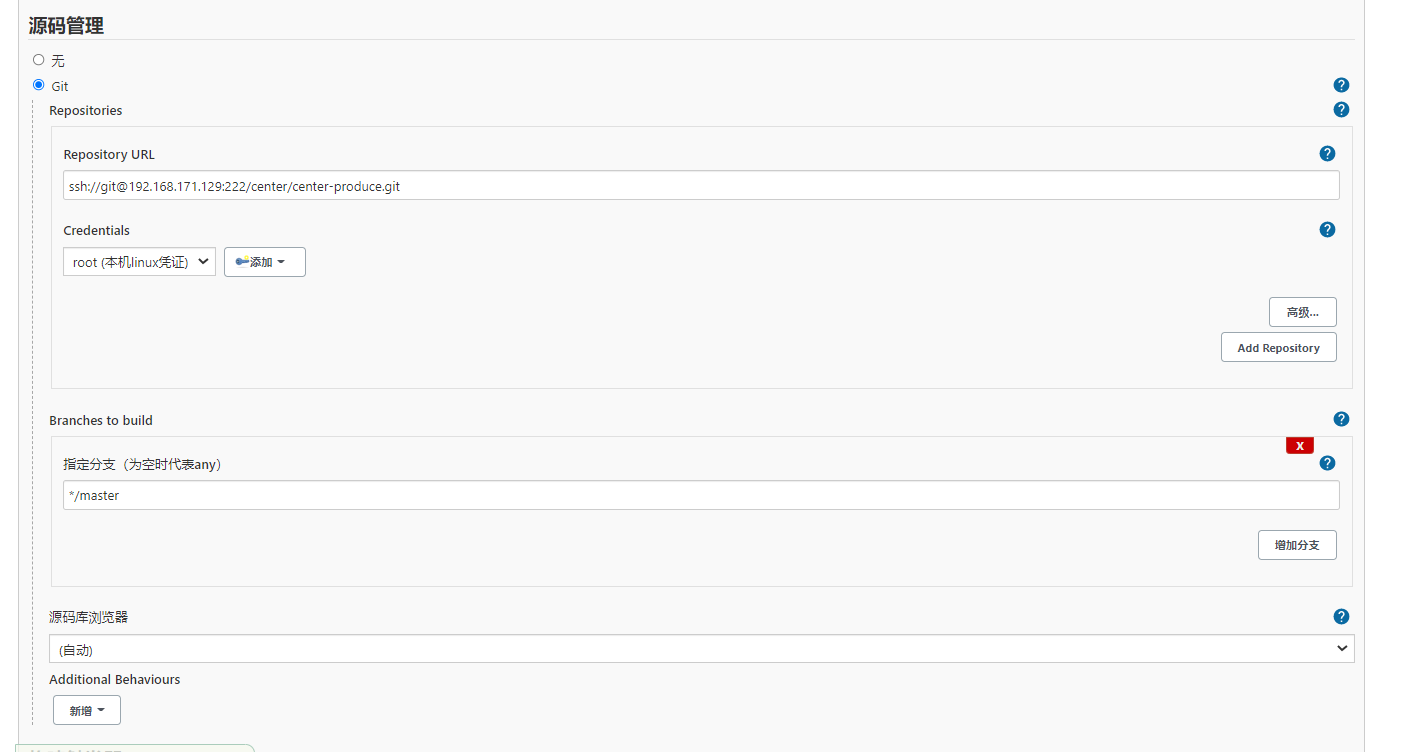 源码管理
无
Git
Repositories
Repository URL
ssh://git@192.168.171.129:222/center/center-produce.git
Credentials
root (本机linux凭证)
添加
高级...
Add Repository
Branches to build
X
指定分支（为空时代表any）
*/master
增加分支
源码库浏览器
(自动)
Additional Behaviours
新增